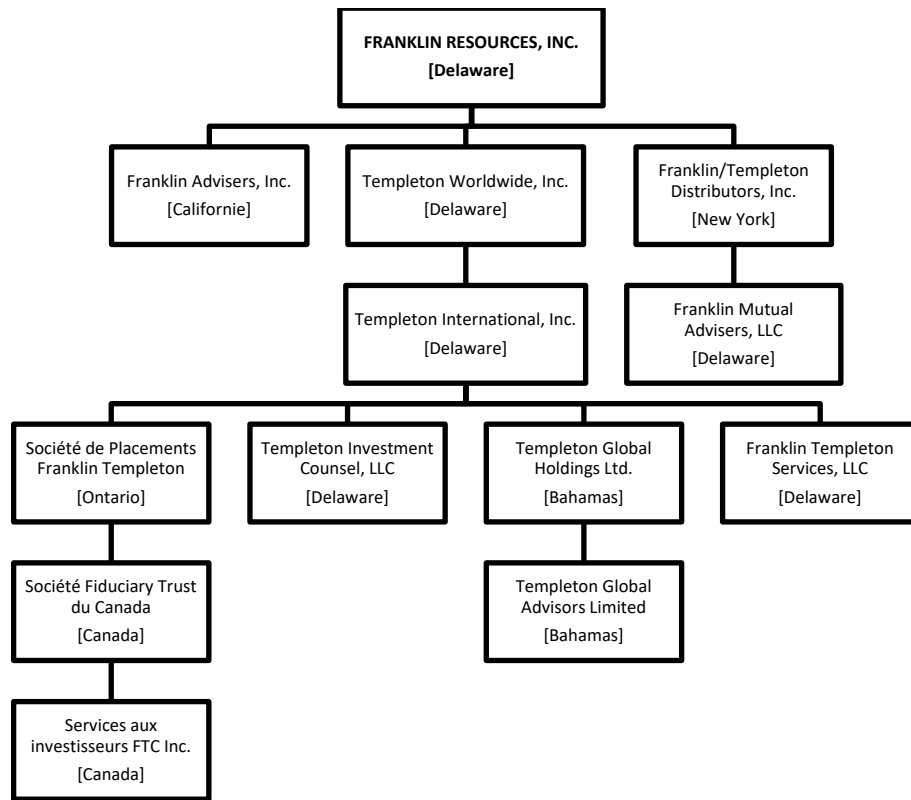 FRANKLIN RESOURCES, INC.
[Delaware]
Franklin Advisers, Inc.
[Californie]
Templeton Worldwide, Inc.
[Delaware]
Franklin/Templeton
Distributors, Inc.
[New York]
Templeton International, Inc.
[Delaware]
Franklin Mutual
Advisers, LLC
[Delaware]
Société de Placements
Franklin Templeton
[Ontario]
Templeton Investment
Counsel, LLC
[Delaware]
Templeton Global
Holdings Ltd.
[Bahamas]
Franklin Templeton
Services, LLC
[Delaware]
Société Fiduciary Trust
du Canada
[Canada]
Templeton Global
Advisors Limited
[Bahamas]
Services aux
investisseurs FTC Inc.
[Canada]